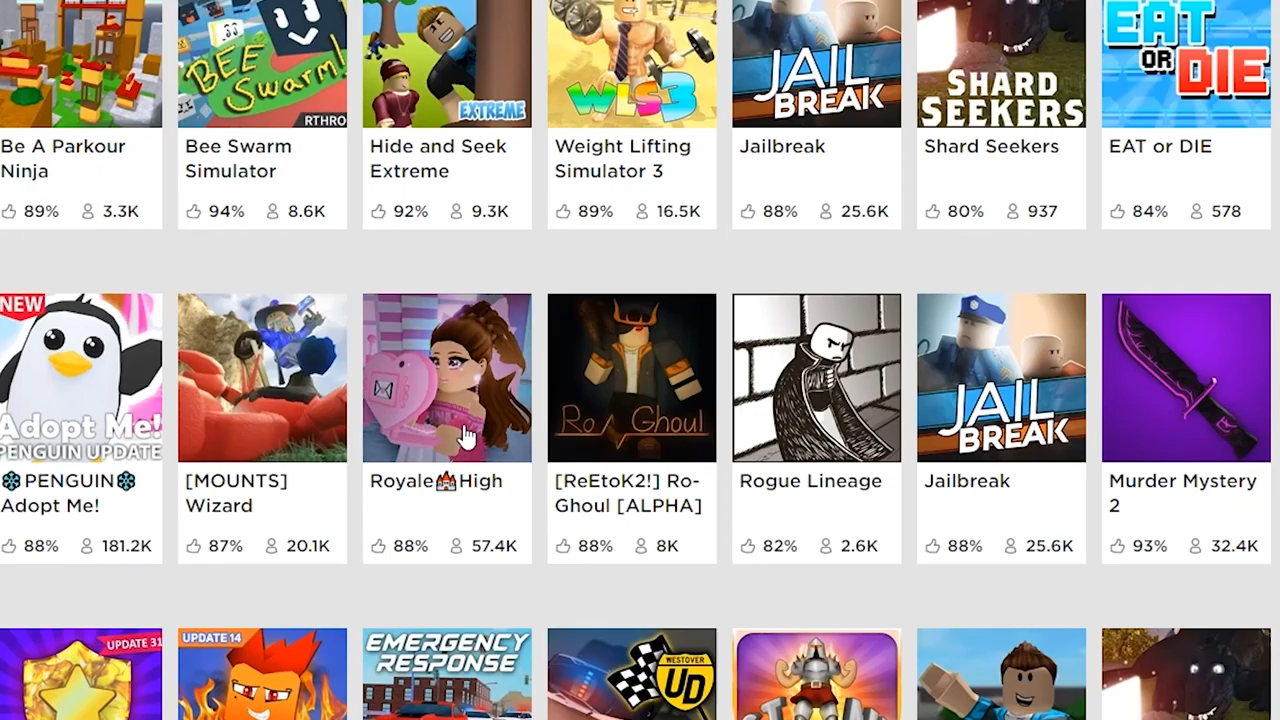 BEE
Swarm!
RTHRO
EXTREME
WLS3
JAIL
BREAK
SHARD
SEEKERS
EAT
OR
DIE
Be A Parkour
Ninja
Bee Swarm
Simulator
Hide and Seek
Extreme
Weight Lifting
Simulator 3
Jailbreak
Shard Seekers
EAT or DIE
89% 3.3K
94% 8.6K
92% 9.3K
89% 16.5K
88% 25.6K
80% 937
84% 578
NEW
Adopt Me!
PENGUIN UPDATE
Ro Ghoul
JAIL
BREAK
❄PENGUIN❄
Adopt Me!
[MOUNTS]
Wizard
Royale🏰High
[ReEtoK2!] Ro-
Ghoul [ALPHA]
Rogue Lineage
Jailbreak
Murder Mystery
2
88% 181.2K
87% 20.1K
88% 57.4K
88% 8K
82% 2.6K
88% 25.6K
93% 32.4K
UPDATE 31
UPDATE 14
EMERGENCY
RESPONSE
WESTOVER
UD